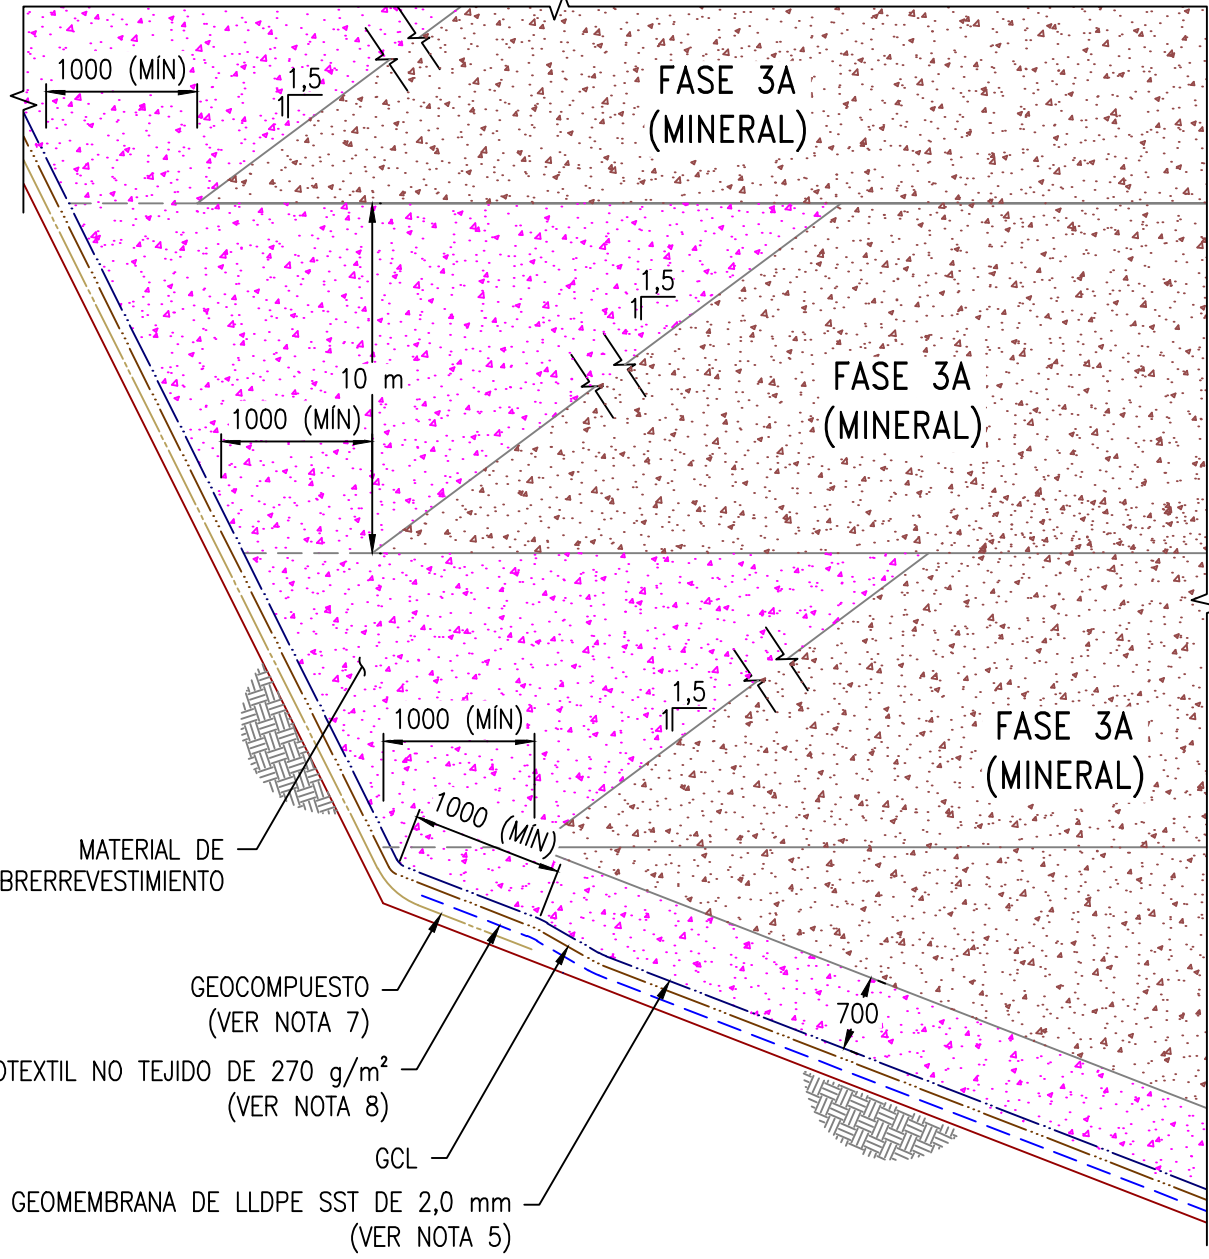 1000 (MÍN)
1,5
1
FASE 3A
(MINERAL)
1,5
1
10 m
1000 (MÍN)
FASE 3A
(MINERAL)
1,5
1
1000 (MÍN)
FASE 3A
(MINERAL)
1000 (MÍN)
MATERIAL DE
BRERREVESTIMIENTO
GEOCOMPUESTO
(VER NOTA 7)
700
OTEXTIL NO TEJIDO DE 270 g/m²
(VER NOTA 8)
GCL
GEOMEMBRANA DE LLDPE SST DE 2,0 mm
(VER NOTA 5)